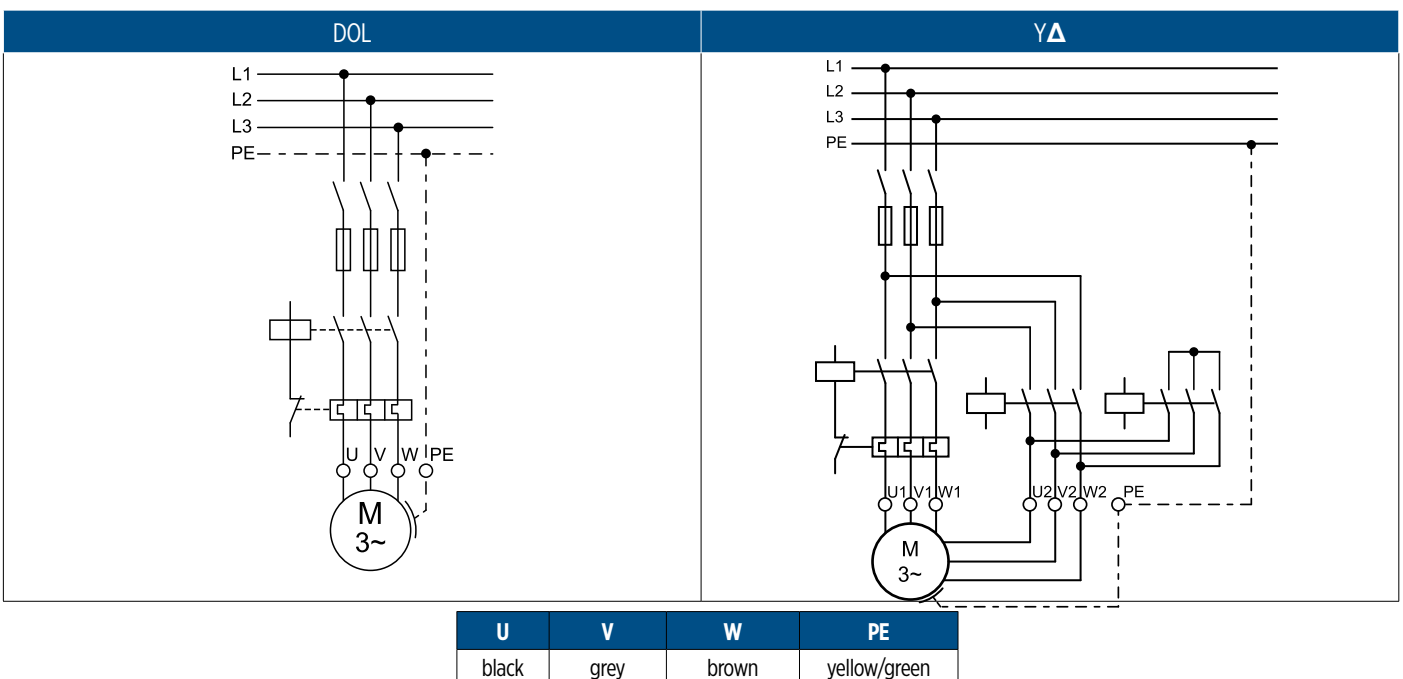 DOL
YΔ
L1
L2
L3
PE
U V W PE
M
3~
L1
L2
L3
PE
U1 V1 W1 U2 V2 W2 PE
M
3~
U V W PE
black grey brown yellow/green